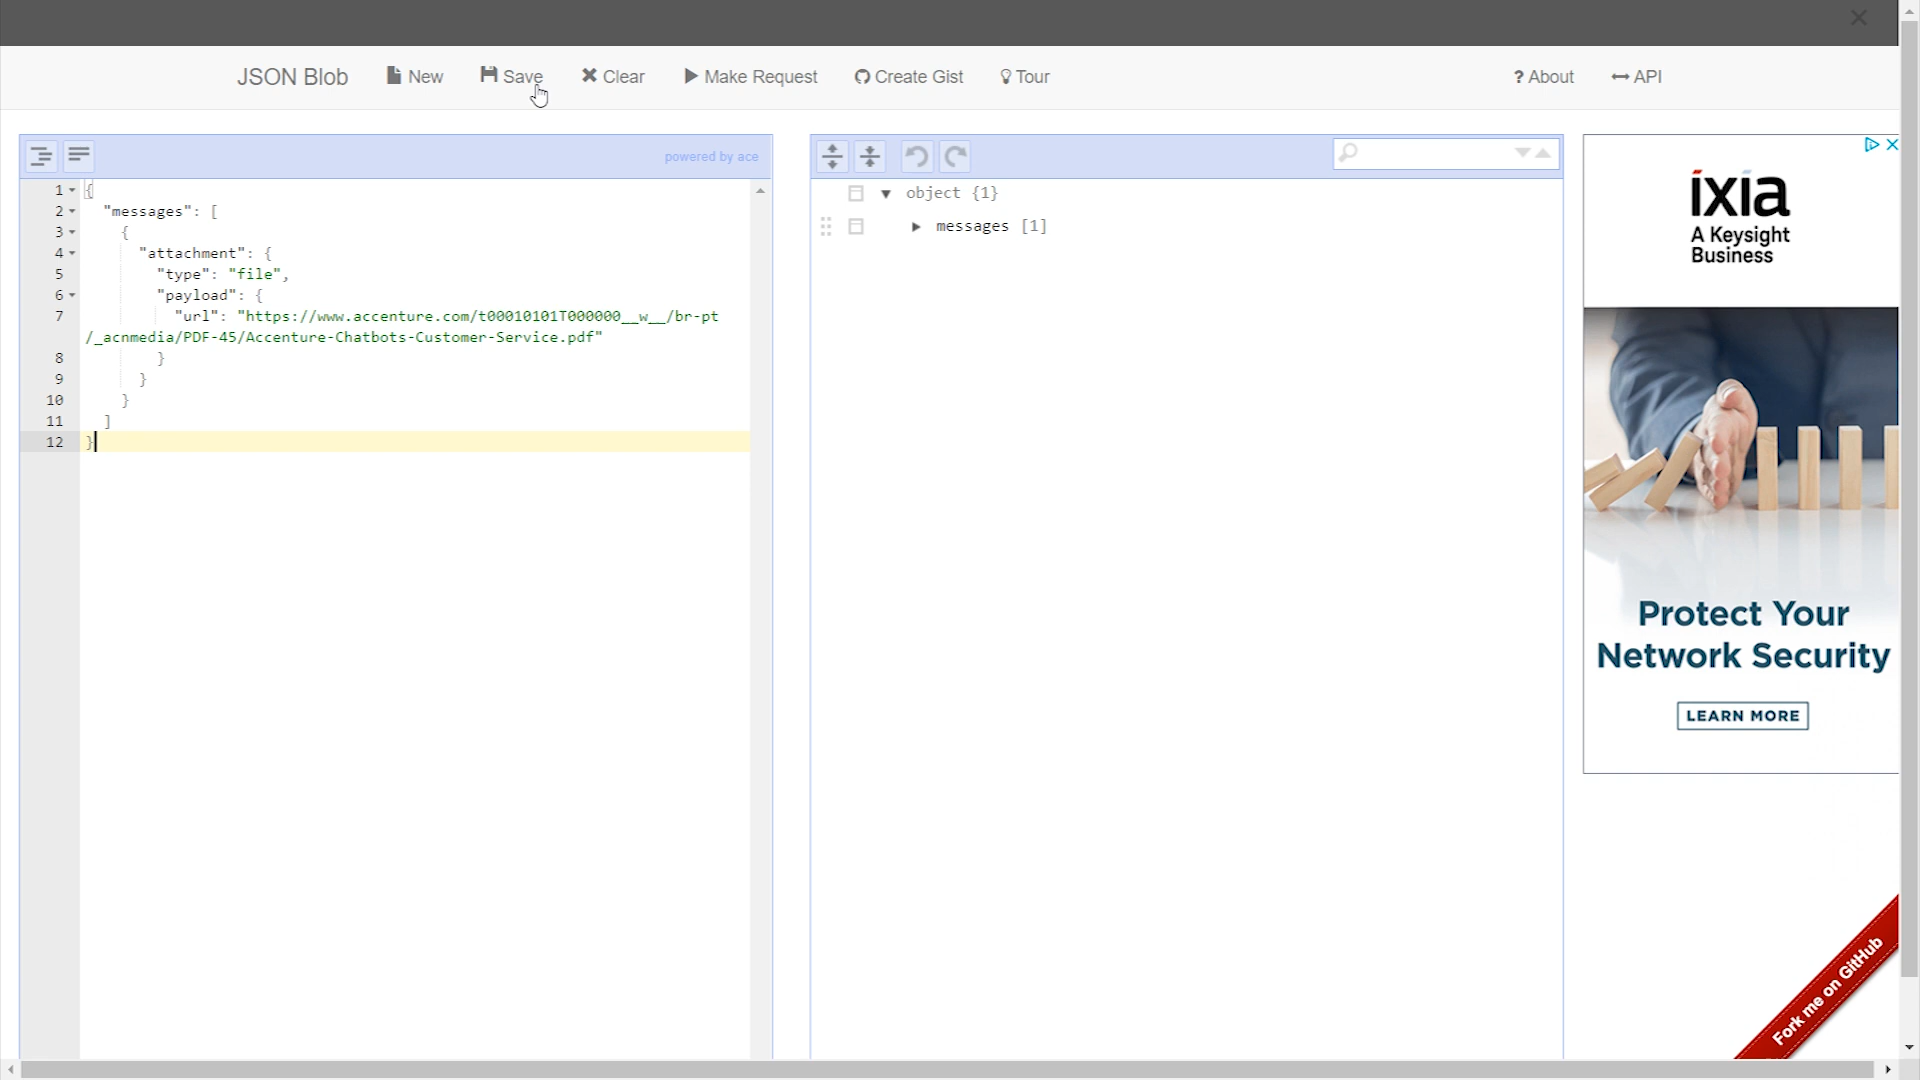 JSON Blob New Save Clear Make Request Create Gist Tour ? About API
powered by ace
1 {
2 "messages": [
3 {
4 "attachment": {
5 "type": "file",
6 "payload": {
7 "url": "https://www.accenture.com/t00010101T000000__w__/br-pt
/_acnmedia/PDF-45/Accenture-Chatbots-Customer-Service.pdf"
8 }
9 }
10 }
11 ]
12 }
object {1}
messages [1]
ixia
A Keysight
Business
Protect Your
Network Security
LEARN MORE
Fork me on GitHub